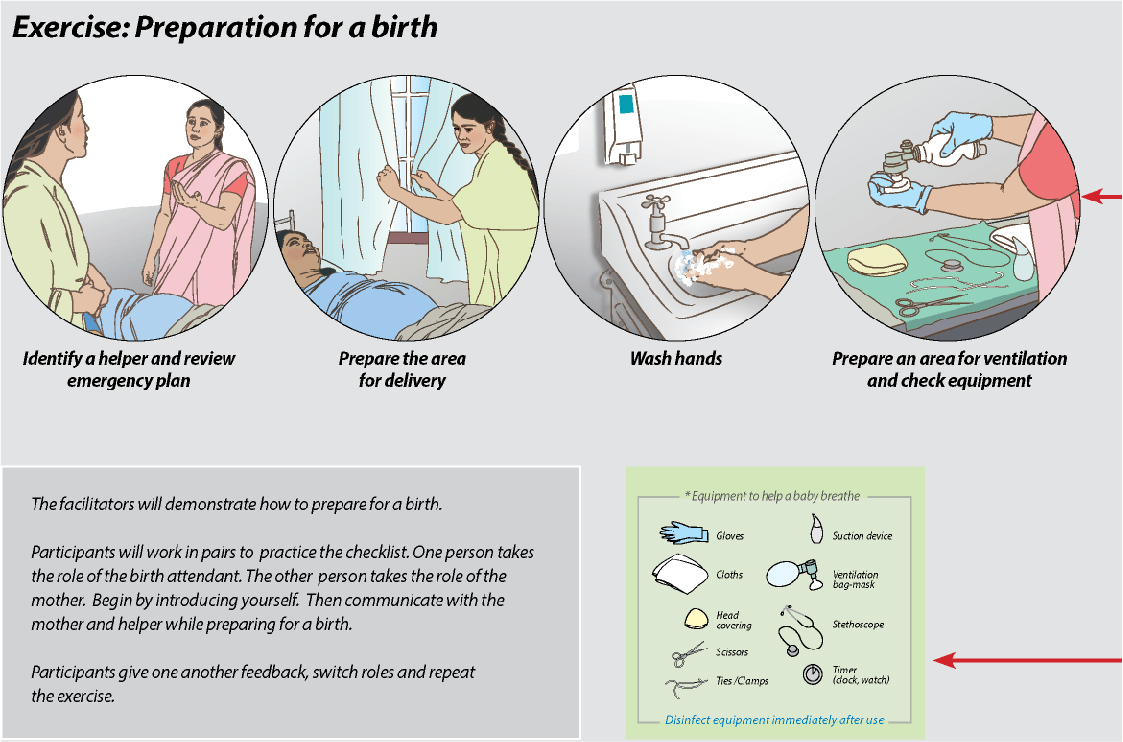 Exercise: Preparation for a birth
Identify a helper and review
emergency plan
Prepare the area
for delivery
Wash hands
Prepare an area for ventilation
and check equipment
The facilitators will demonstrate how to prepare for a birth.
Participants will work in pairs to practice the checklist. One person takes
the role of the birth attendant. The other person takes the role of the
mother. Begin by introducing yourself. Then communicate with the
mother and helper while preparing for a birth.
Participants give one another feedback, switch roles and repeat
the exercise.
* Equipment to help a baby breathe
Gloves
Suction device
Cloths
Ventilation
bag-mask
Head
covering
Stethoscope
Scissors
Ties /Camps
Timer
(clock, watch)
Disinfect equipment immediately after use